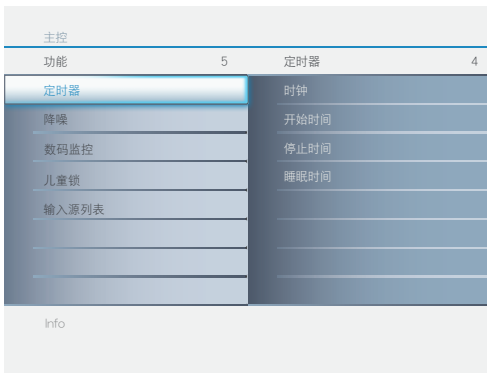 主控
功能 5 定时器 4
定时器 时钟
降噪 开始时间
数码监控 停止时间
儿童锁 睡眠时间
输入源列表
Info